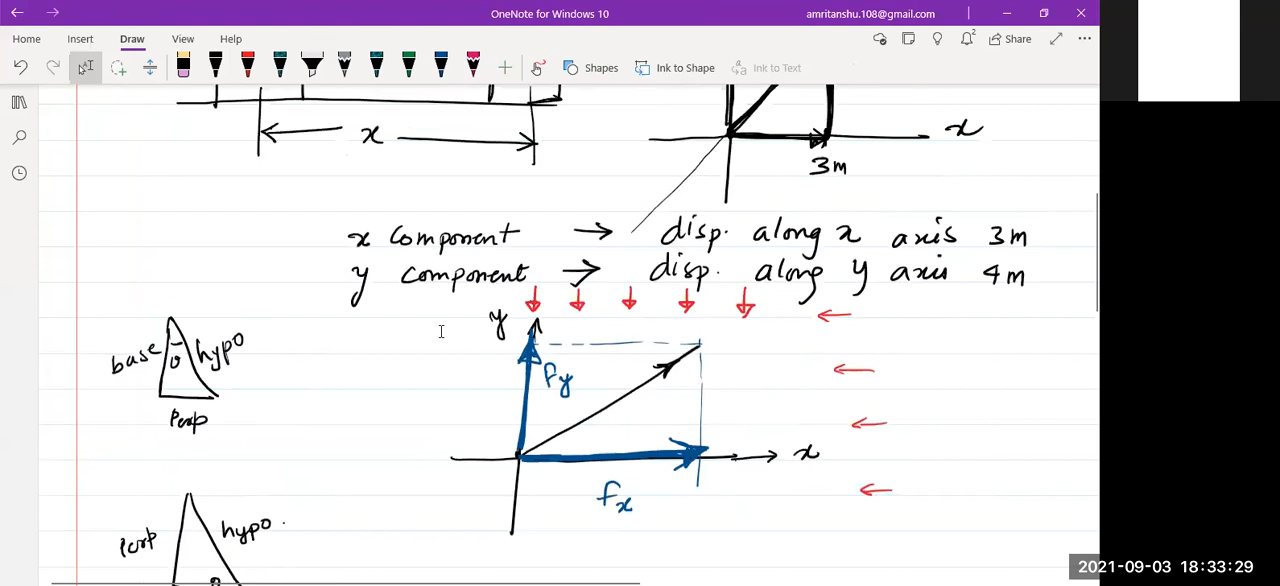 OneNote for Windows 10
amritanshu.108@gmail.com
Home Insert Draw View Help
Share
Shapes
Ink to Shape
Ink to Text
x
x
3m
x component → disp. along x axis 3m
y component → disp. along y axis 4m
y
base θ hypo
Perp
fy
x
fx
Perp hypo.
2021-09-03 18:33:29